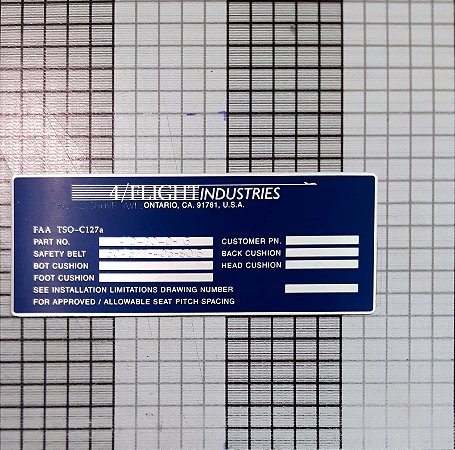 4/FLIGHT INDUSTRIES
ONTARIO, CA. 91761, U.S.A.
FAA TSO-C127a
PART NO. CUSTOMER PN.
SAFETY BELT BACK CUSHION
BOT CUSHION HEAD CUSHION
FOOT CUSHION
SEE INSTALLATION LIMITATIONS DRAWING NUMBER
FOR APPROVED / ALLOWABLE SEAT PITCH SPACING